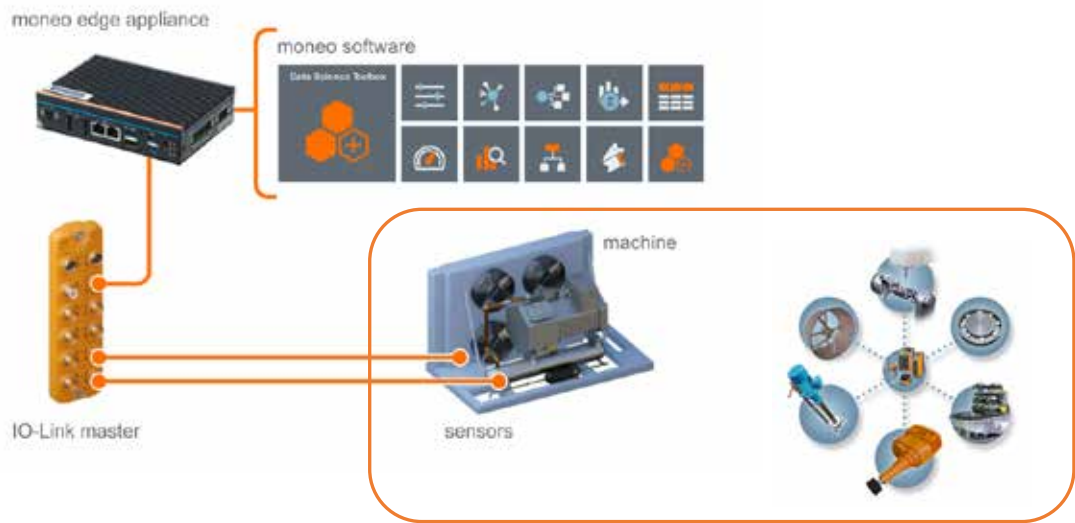 moneo edge appliance
moneo software
Data Science Toolbox
machine
IO-Link master
sensors